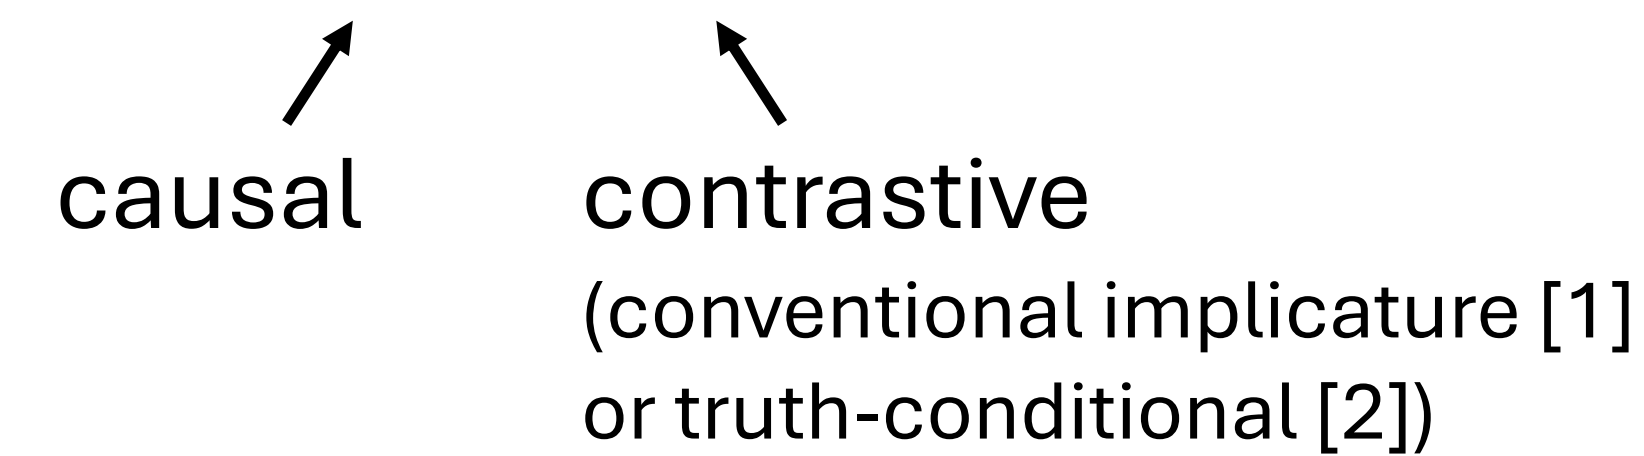 causal contrastive
(conventional implicature [1]
or truth-conditional [2])